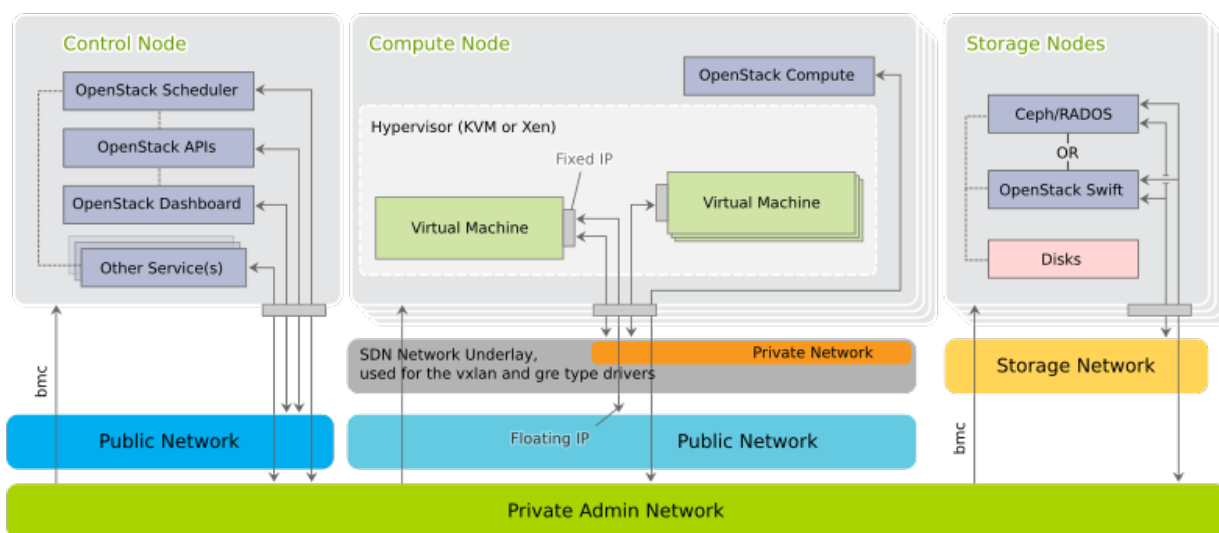 Control Node
OpenStack Scheduler
OpenStack APIs
OpenStack Dashboard
Other Service(s)
Compute Node
OpenStack Compute
Hypervisor (KVM or Xen)
Fixed IP
Virtual Machine
Virtual Machine
Storage Nodes
Ceph/RADOS
OR
OpenStack Swift
Disks
bmc
SDN Network Underlay,
used for the vxlan and gre type drivers
Private Network
Storage Network
Public Network
Floating IP
Public Network
bmc
Private Admin Network